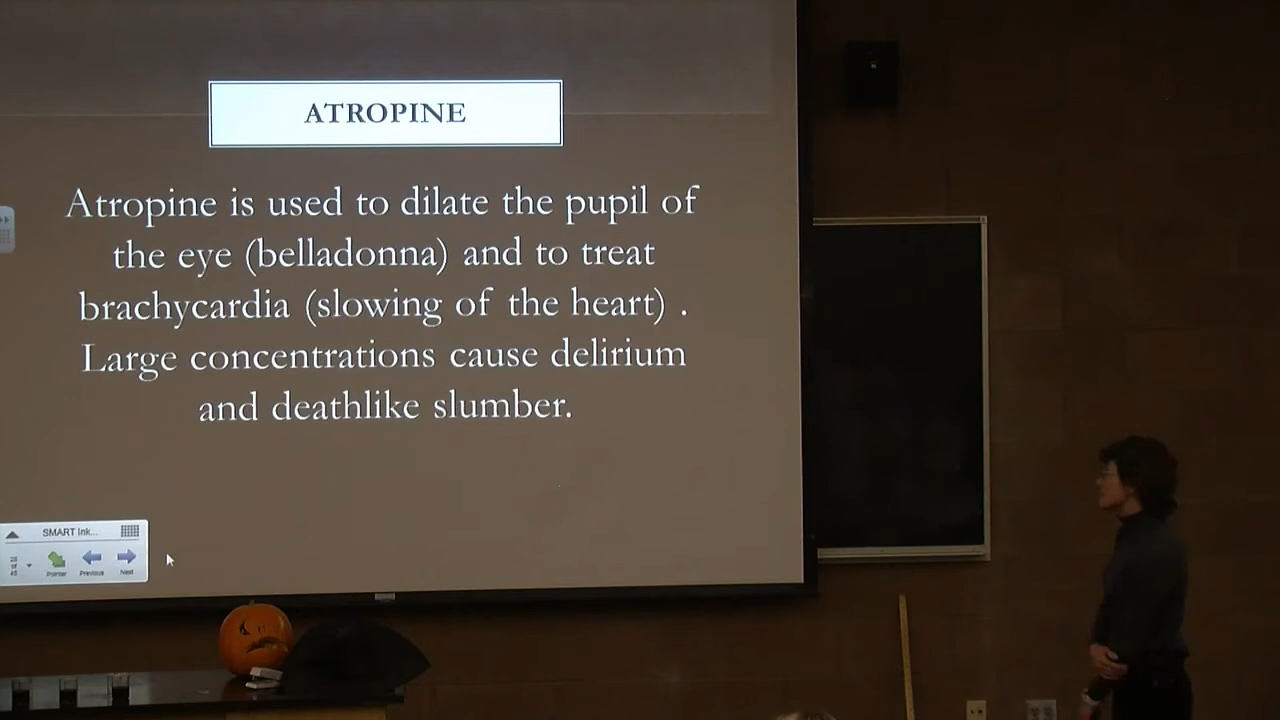 ATROPINE
Atropine is used to dilate the pupil of
the eye (belladonna) and to treat
brachycardia (slowing of the heart) .
Large concentrations cause delirium
and deathlike slumber.
SMART Ink...
Pointer
Previous
Next